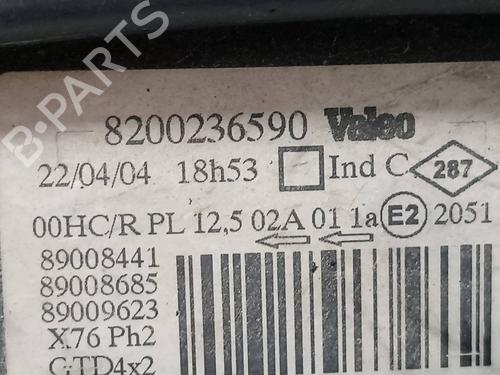 B-PARTS
8200236590 Valeo
22/04/04 18h53 Ind C 287
00HC/R PL 12,5 02A 01 1a E2 2051
89008441
89008685
89009623
X76 Ph2
GTD4x2